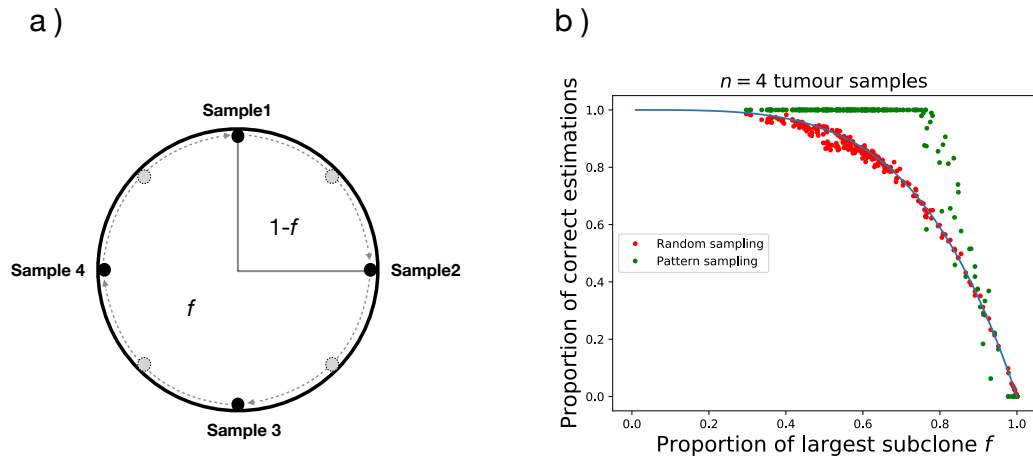 a)
Sample1
1-f
Sample 4
Sample2
f
Sample 3
b)
n = 4 tumour samples
Proportion of correct estimations
1.0
0.8
0.6
0.4
0.2
0.0
Random sampling
Pattern sampling
0.0 0.2 0.4 0.6 0.8 1.0
Proportion of largest subclone f